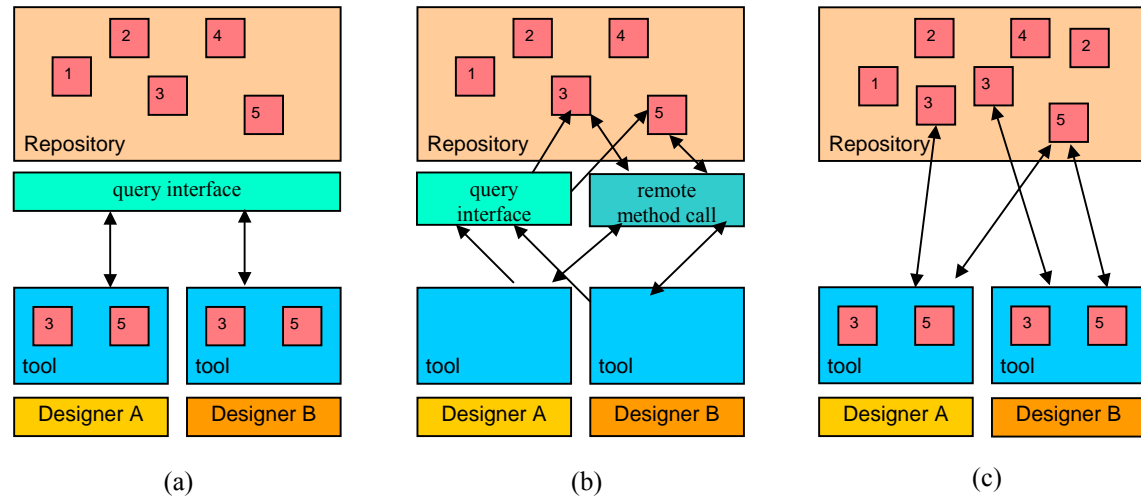 2
4
1
3
5
Repository
query interface
3
5
3
5
tool
tool
Designer A
Designer B
(a)
2
4
1
3
5
Repository
query
interface
remote
method call
tool
tool
Designer A
Designer B
(b)
2
4
2
1
3
3
5
Repository
3
5
3
5
tool
tool
Designer A
Designer B
(c)